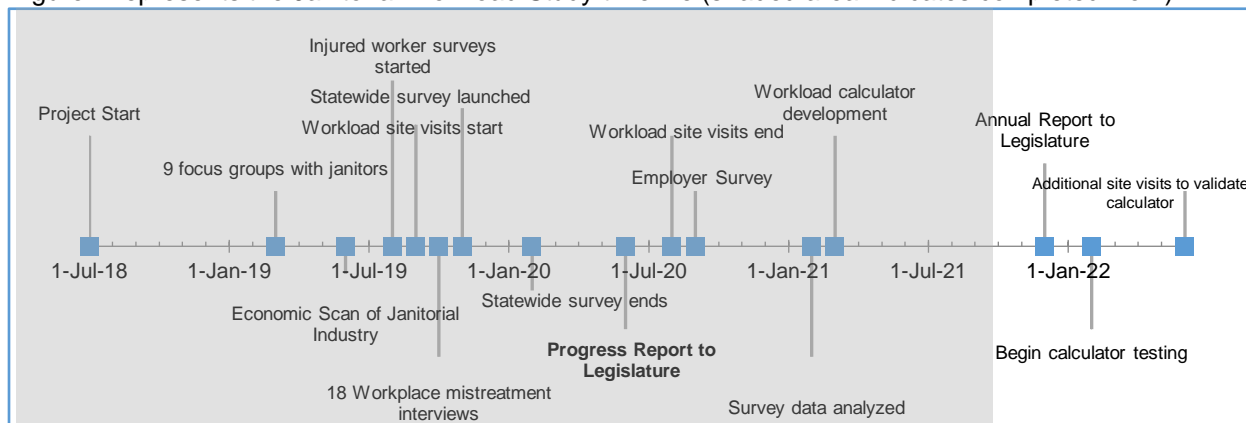 Injured worker surveys
started
Project Start
Statewide survey launched
Workload site visits start
9 focus groups with janitors
Workload calculator
development
Workload site visits end
Employer Survey
Annual Report to
Legislature
Additional site visits to validate
calculator
1-Jul-18
1-Jan-19
1-Jul-19
1-Jan-20
1-Jul-20
1-Jan-21
1-Jul-21
1-Jan-22
Economic Scan of Janitorial
Industry
Statewide survey ends
18 Workplace mistreatment
interviews
Progress Report to
Legislature
Survey data analyzed
Begin calculator testing